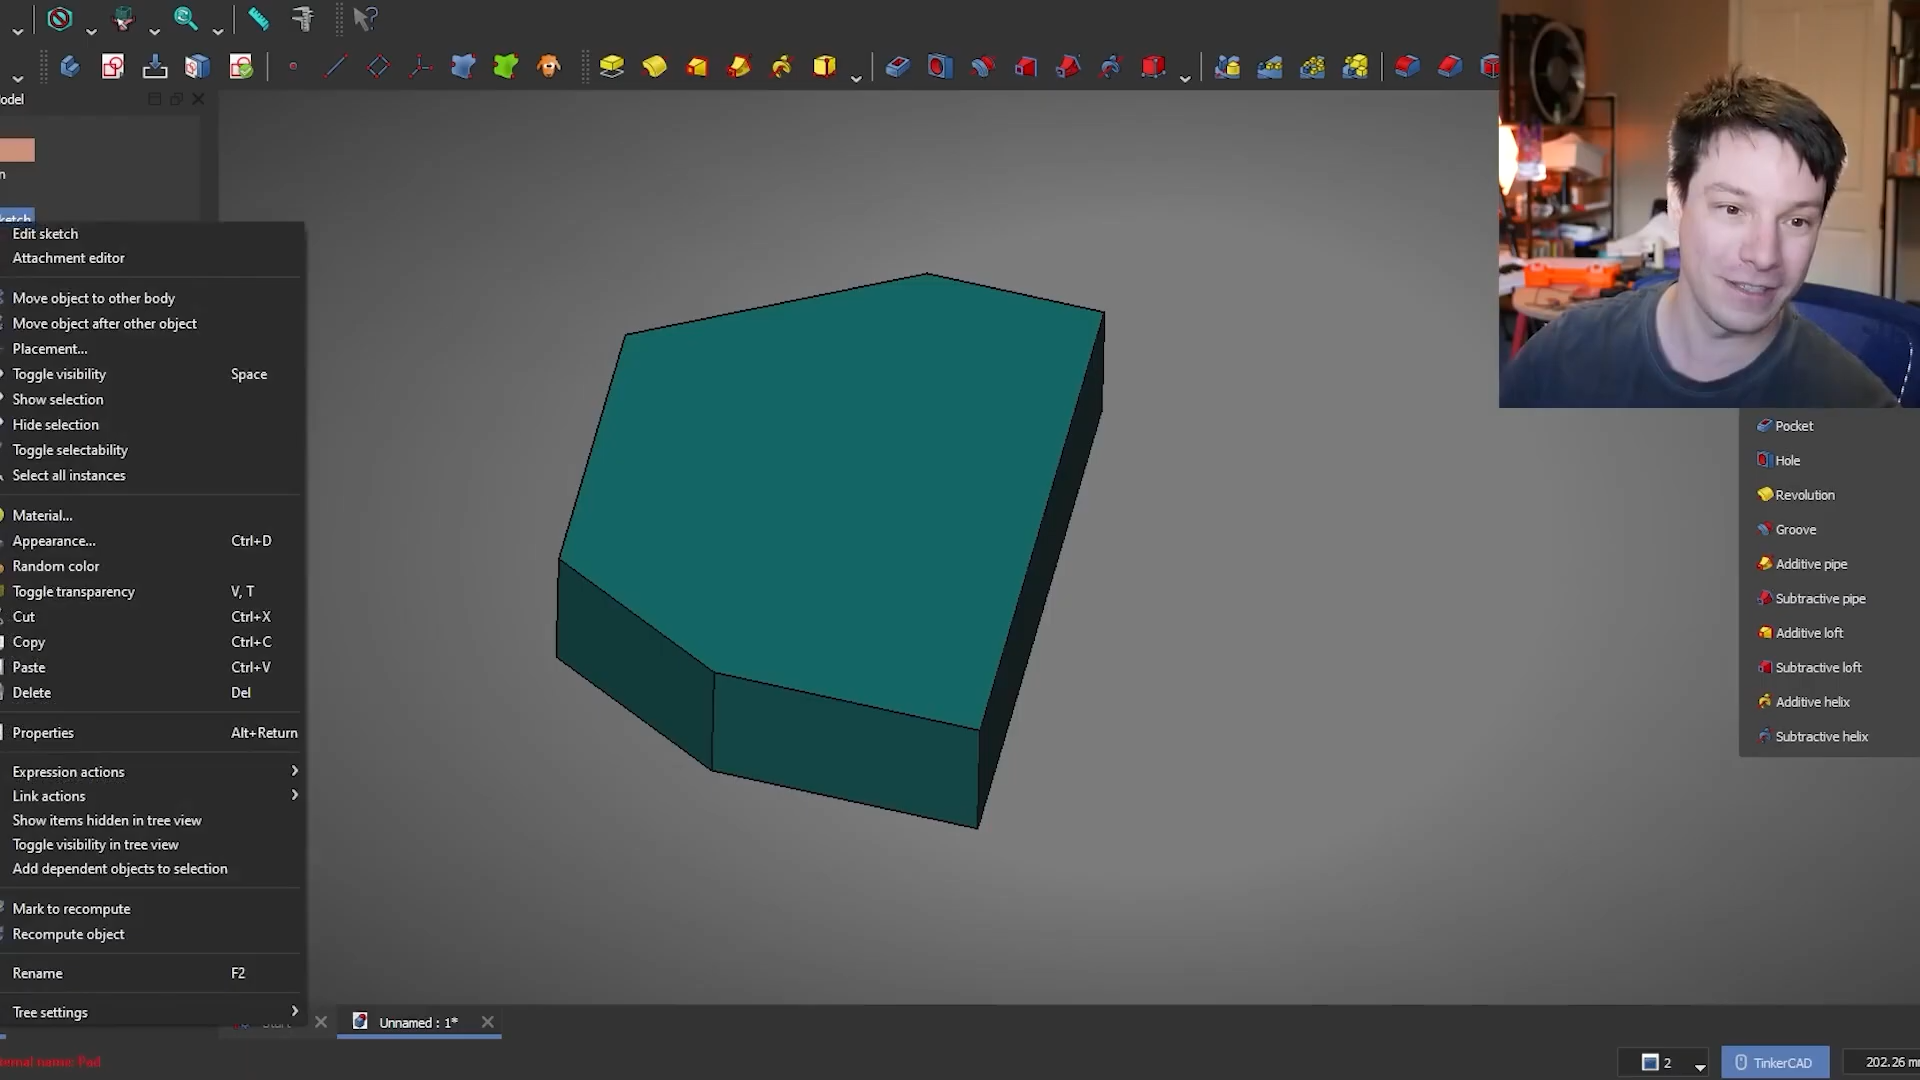 odel
n
ketch
Edit sketch
Attachment editor
Move object to other body
Move object after other object
Placement...
Toggle visibility Space
Show selection
Hide selection
Toggle selectability
Select all instances
Material...
Appearance... Ctrl+D
Random color
Toggle transparency V, T
Cut Ctrl+X
Copy Ctrl+C
Paste Ctrl+V
Delete Del
Properties Alt+Return
Expression actions
Link actions
Show items hidden in tree view
Toggle visibility in tree view
Add dependent objects to selection
Mark to recompute
Recompute object
Rename F2
Tree settings
Pocket
Hole
Revolution
Groove
Additive pipe
Subtractive pipe
Additive loft
Subtractive loft
Additive helix
Subtractive helix
Unnamed : 1*
ernal name: Pad
2
TinkerCAD
202.26 m